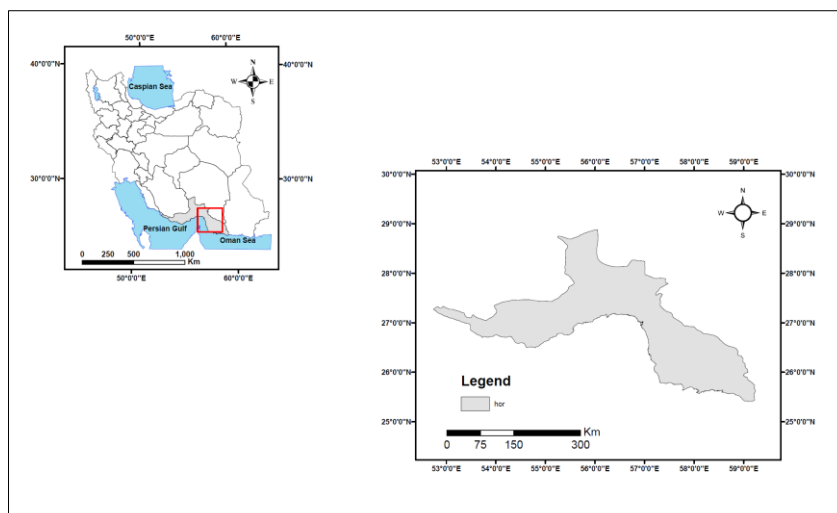 50°0'0"E 60°0'0"E
40°0'0"N 40°0'0"N
N
W E
S
Caspian Sea
30°0'0"N 30°0'0"N
Persian Gulf
Oman Sea
0 250 500 1,000
Km
50°0'0"E 60°0'0"E
53°0'0"E 54°0'0"E 55°0'0"E 56°0'0"E 57°0'0"E 58°0'0"E 59°0'0"E
30°0'0"N 30°0'0"N
N
W E
S
29°0'0"N 29°0'0"N
28°0'0"N 28°0'0"N
27°0'0"N 27°0'0"N
26°0'0"N 26°0'0"N
Legend
hor
25°0'0"N 25°0'0"N
Km
0 75 150 300
53°0'0"E 54°0'0"E 55°0'0"E 56°0'0"E 57°0'0"E 58°0'0"E 59°0'0"E